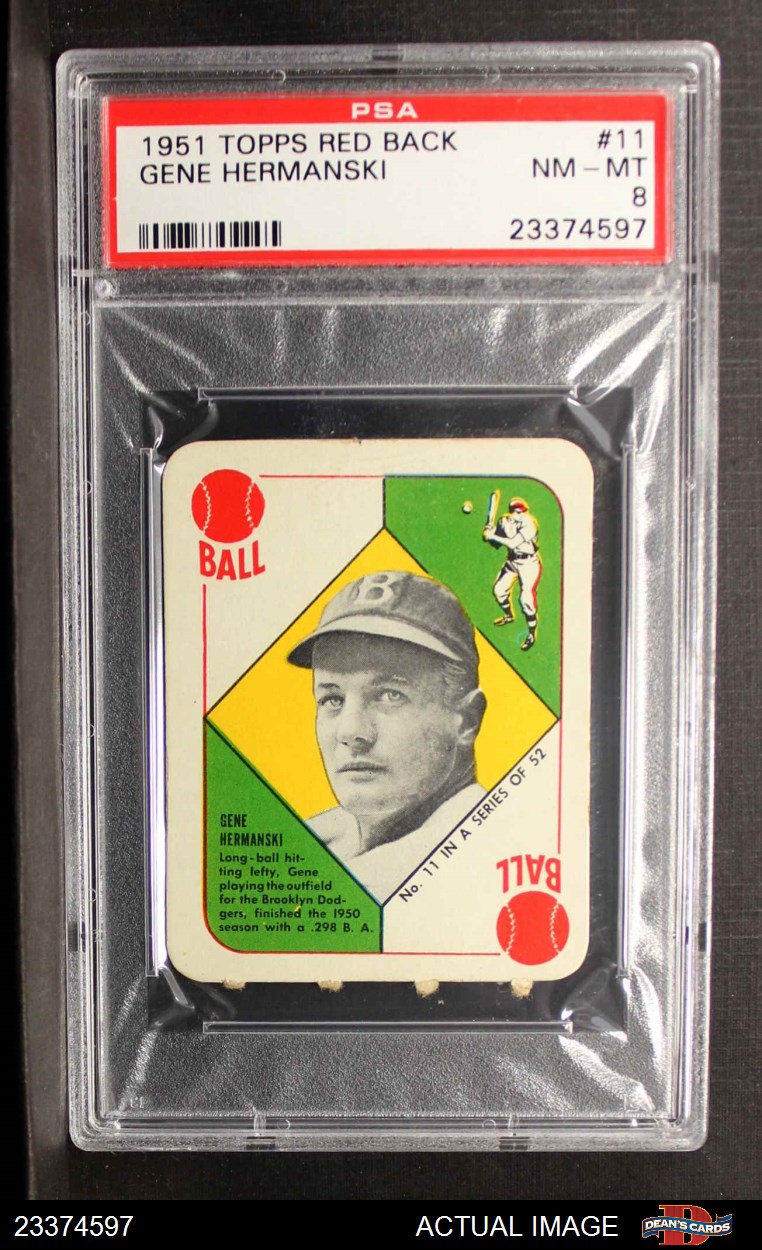 PSA
1951 TOPPS RED BACK #11
GENE HERMANSKI NM - MT
8
23374597
BALL
B
GENE
HERMANSKI
Long-ball hit-
ting lefty, Gene
playing the outfield
for the Brooklyn Dod-
gers, finished the 1950
season with a .298 B. A.
No. 11 IN A SERIES OF 52
BALL
23374597 ACTUAL IMAGE DEAN'S CARDS